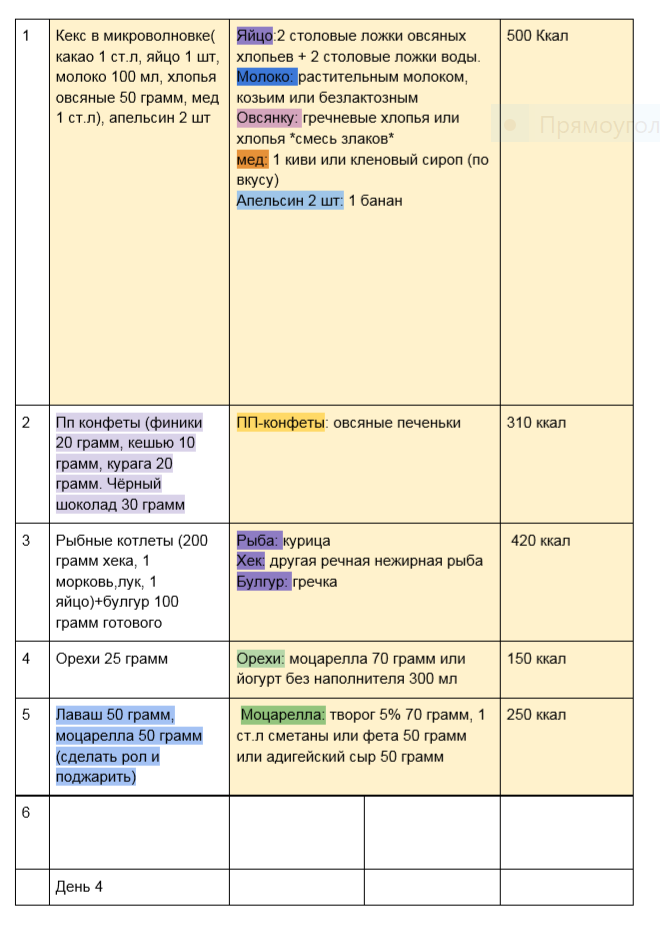 1
Кекс в микроволновке(
какао 1 ст.л, яйцо 1 шт,
молоко 100 мл, хлопья
овсяные 50 грамм, мед
1 ст.л), апельсин 2 шт
Яйцо:2 столовые ложки овсяных
хлопьев + 2 столовые ложки воды.
Молоко: растительным молоком,
козьим или безлактозным
Овсянку: гречневые хлопья или
хлопья *смесь злаков*
мед: 1 киви или кленовый сироп (по
вкусу)
Апельсин 2 шт: 1 банан
500 Ккал
Прямоугол
2
Пп конфеты (финики
20 грамм, кешью 10
грамм, курага 20
грамм. Чёрный
шоколад 30 грамм
ПП-конфеты: овсяные печеньки
310 ккал
3
Рыбные котлеты (200
грамм хека, 1
морковь,лук, 1
яйцо)+булгур 100
грамм готового
Рыба: курица
Хек: другая речная нежирная рыба
Булгур: гречка
420 ккал
4
Орехи 25 грамм
Орехи: моцарелла 70 грамм или
йогурт без наполнителя 300 мл
150 ккал
5
Лаваш 50 грамм,
моцарелла 50 грамм
(сделать рол и
поджарить)
Моцарелла: творог 5% 70 грамм, 1
ст.л сметаны или фета 50 грамм
или адигейский сыр 50 грамм
250 ккал
6
День 4